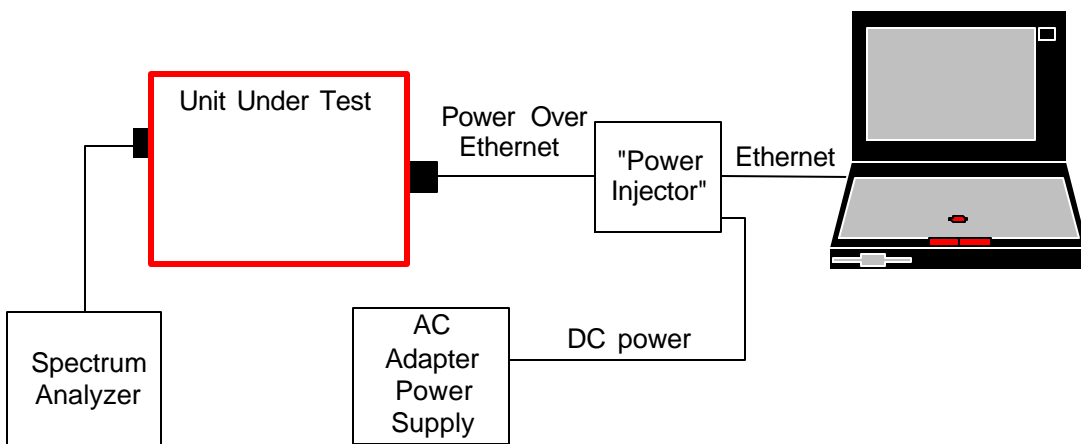 Unit Under Test
Power Over
Ethernet
"Power
Injector"
Ethernet
Spectrum
Analyzer
AC
Adapter
Power
Supply
DC power